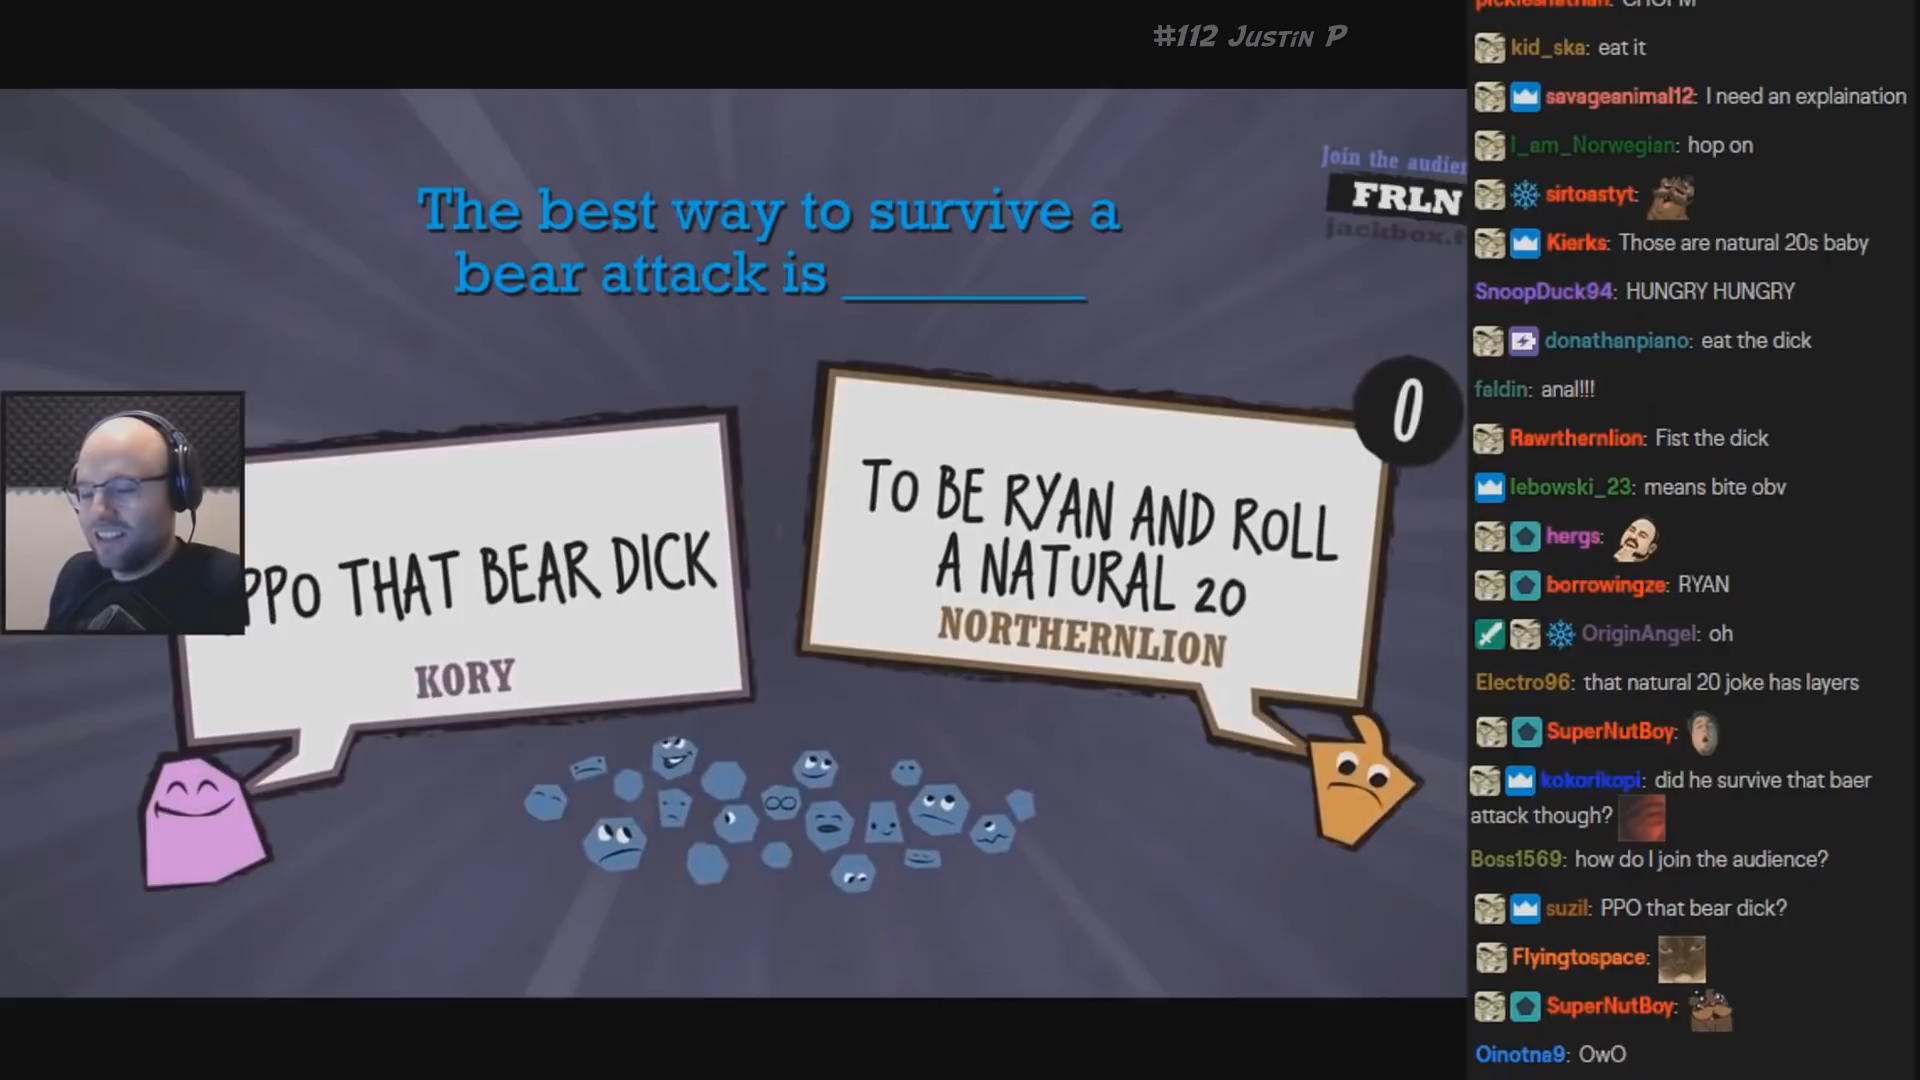 #112 Justin P
The best way to survive a
bear attack is ________
Join the audien
FRLN
jackbox.t
PPO THAT BEAR DICK
KORY
0
TO BE RYAN AND ROLL
A NATURAL 20
NORTHERNLION
kid_ska: eat it
savageanimal12: I need an explaination
I_am_Norwegian: hop on
sirtoastyt:
Kierks: Those are natural 20s baby
SnoopDuck94: HUNGRY HUNGRY
donathanpiano: eat the dick
faldin: anal!!!
Rawrthernlion: Fist the dick
lebowski_23: means bite obv
hergs:
borrowingze: RYAN
OriginAngel: oh
Electro96: that natural 20 joke has layers
SuperNutBoy:
kokorikopi: did he survive that baer
attack though?
Boss1569: how do I join the audience?
suzil: PPO that bear dick?
Flyingtospace:
SuperNutBoy:
Oinotna9: OwO